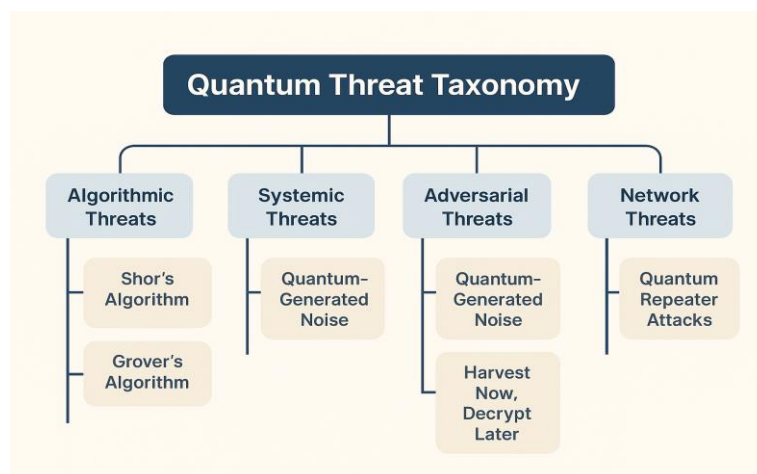 Quantum Threat Taxonomy
Algorithmic
Threats
Shor's
Algorithm
Grover's
Algorithm
Systemic
Threats
Quantum-
Generated
Noise
Adversarial
Threats
Quantum-
Generated
Noise
Harvest
Now,
Decrypt
Later
Network
Threats
Quantum
Repeater
Attacks